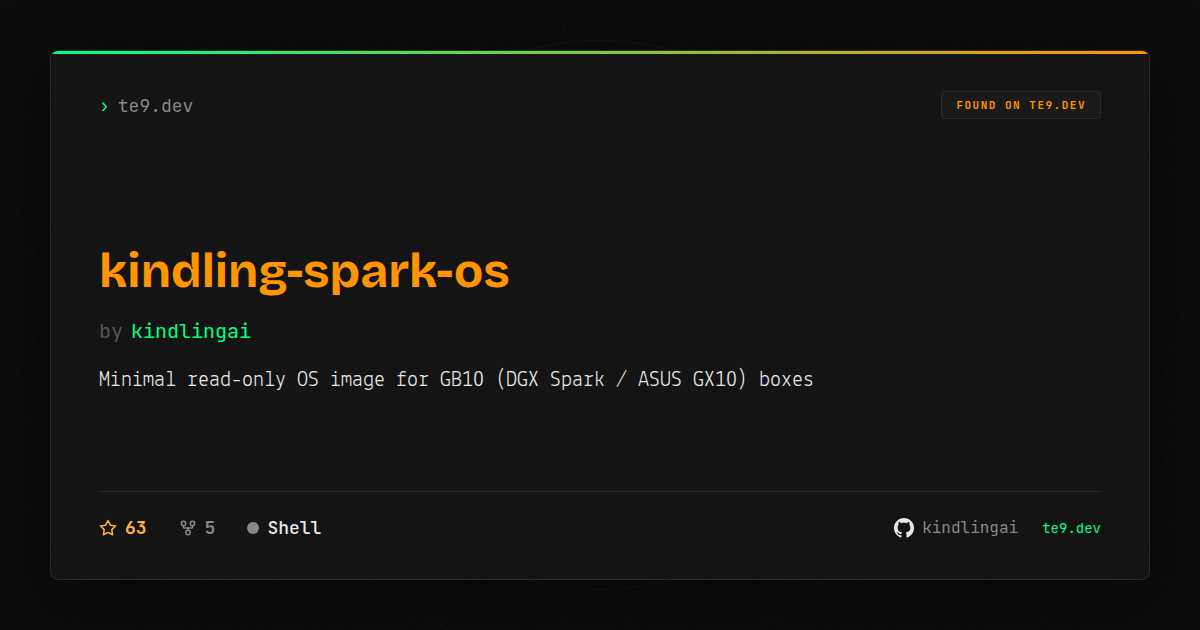 › te9.dev
FOUND ON TE9.DEV
kindling-spark-os
by kindlingai
Minimal read-only OS image for GB10 (DGX Spark / ASUS GX10) boxes
63 5 Shell
kindlingai te9.dev